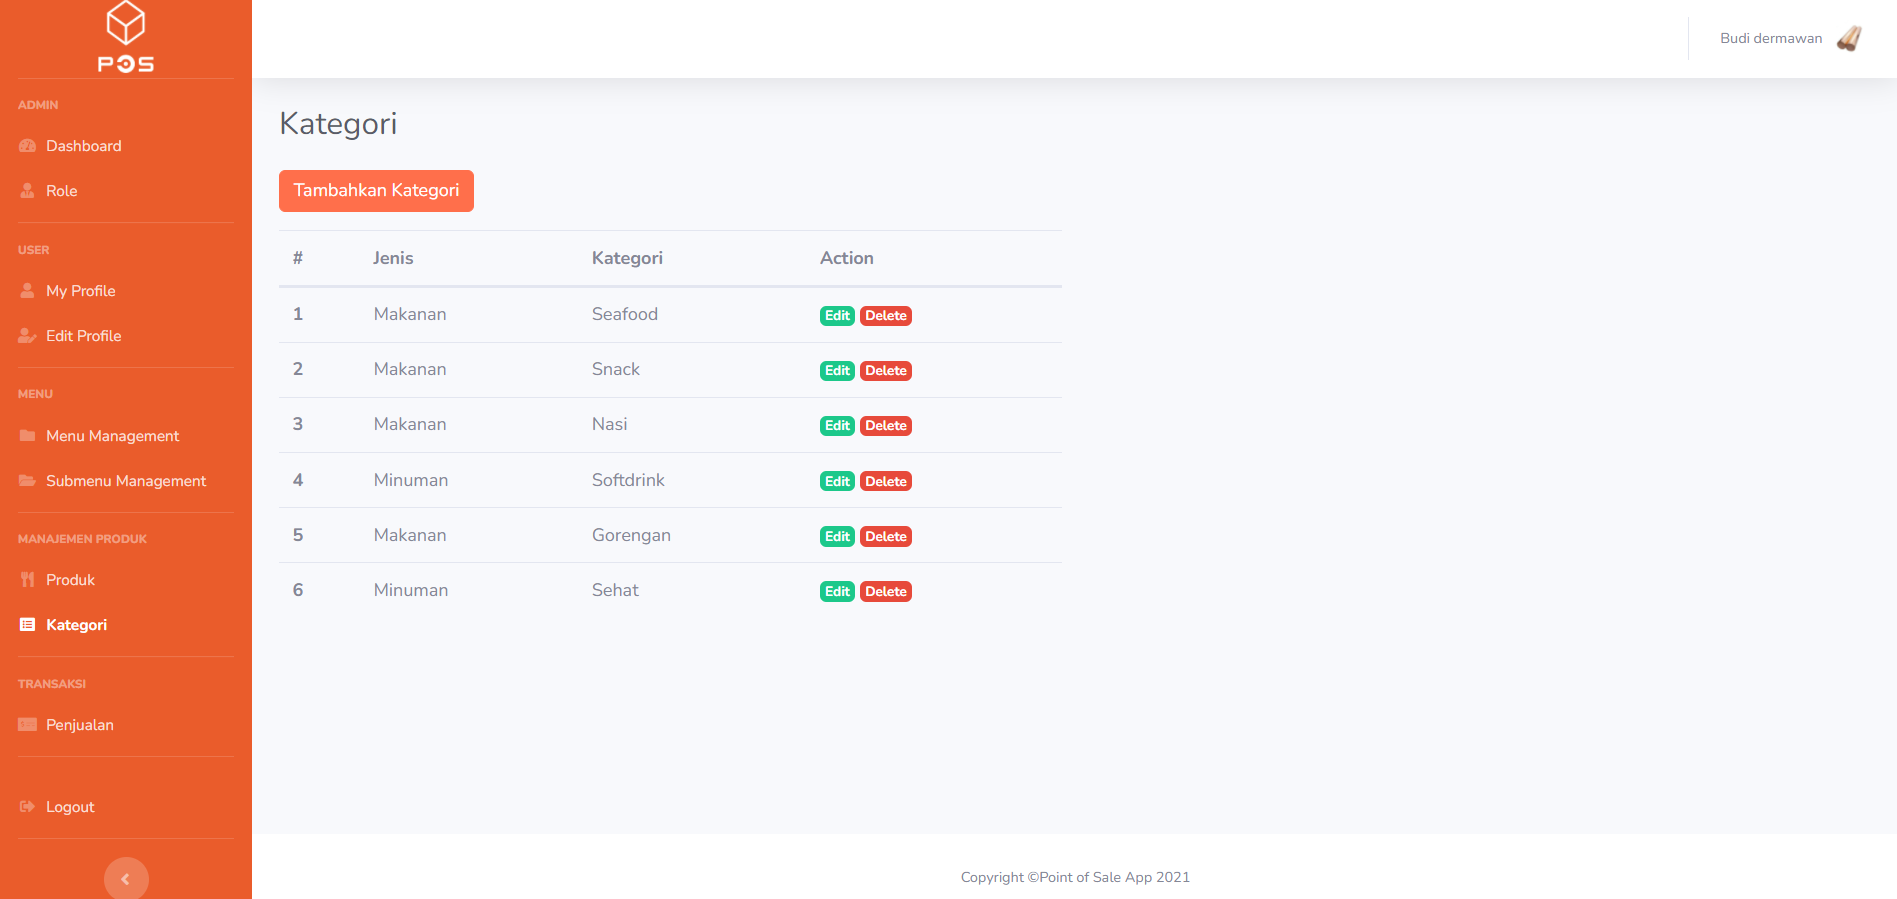 POS
ADMIN
Dashboard
Role
USER
My Profile
Edit Profile
MENU
Menu Management
Submenu Management
MANAJEMEN PRODUK
Produk
Kategori
TRANSAKSI
Penjualan
Logout
Budi dermawan
Kategori
Tambahkan Kategori
# Jenis Kategori Action
1 Makanan Seafood Edit Delete
2 Makanan Snack Edit Delete
3 Makanan Nasi Edit Delete
4 Minuman Softdrink Edit Delete
5 Makanan Gorengan Edit Delete
6 Minuman Sehat Edit Delete
Copyright ©Point of Sale App 2021